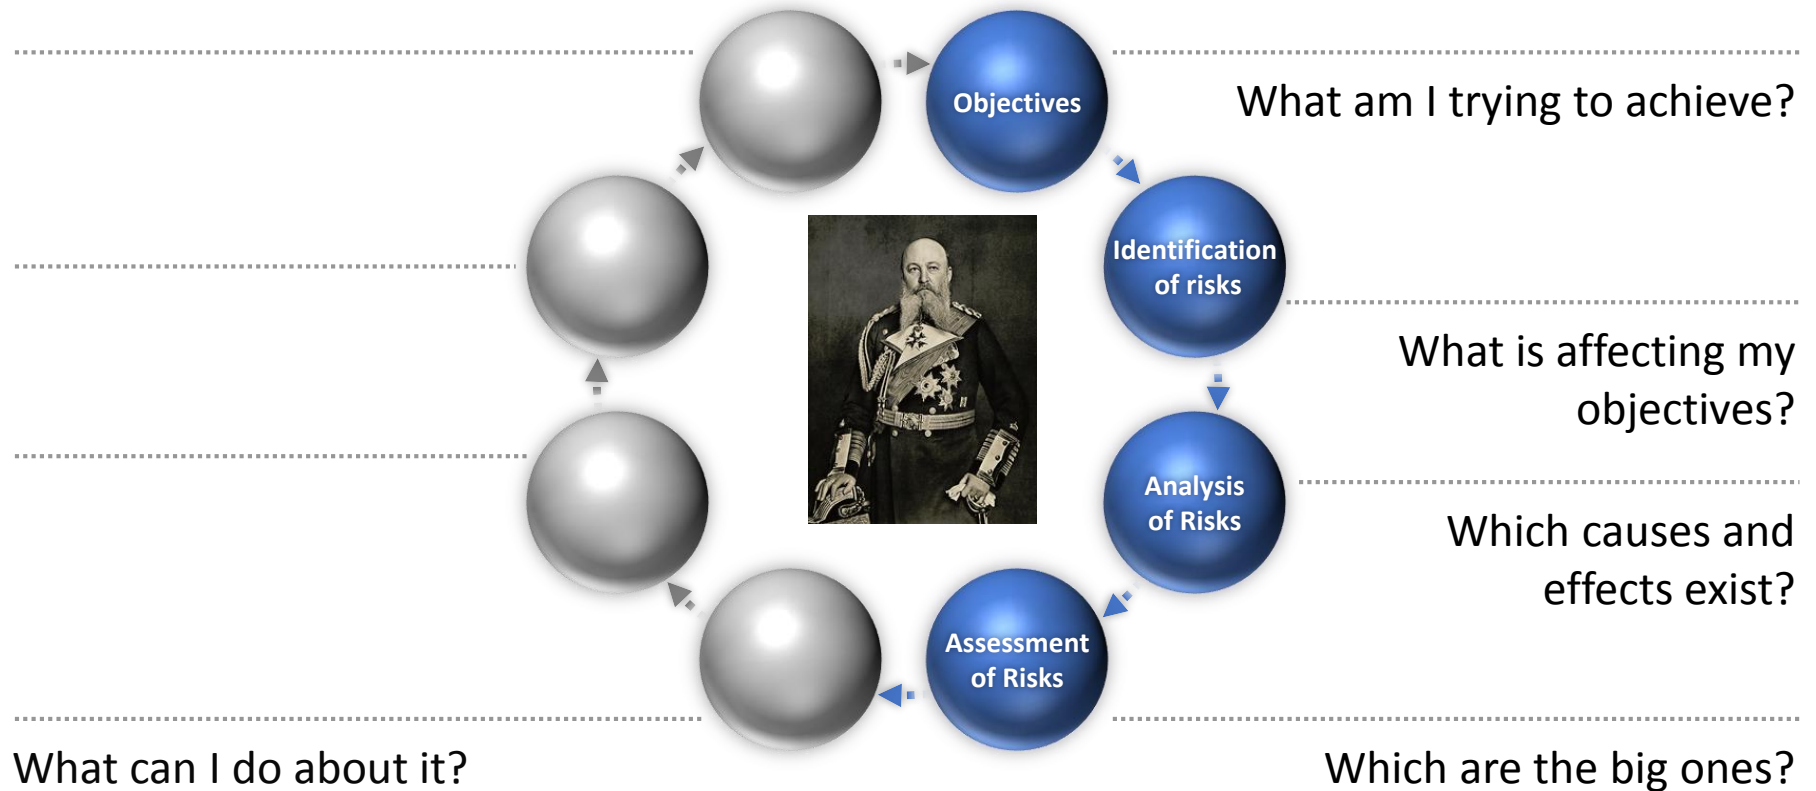 Objectives
What am I trying to achieve?
Identification
of risks
What is affecting my
objectives?
Analysis
of Risks
Which causes and
effects exist?
Assessment
of Risks
Which are the big ones?
What can I do about it?